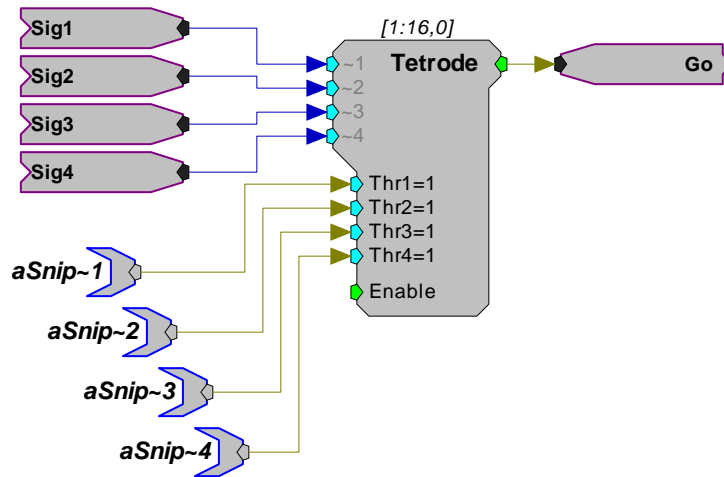 [1:16,0]
Sig1
Sig2
Sig3
Sig4
~1
~2
~3
~4
Tetrode
Go
Thr1=1
Thr2=1
Thr3=1
Thr4=1
Enable
aSnip~1
aSnip~2
aSnip~3
aSnip~4